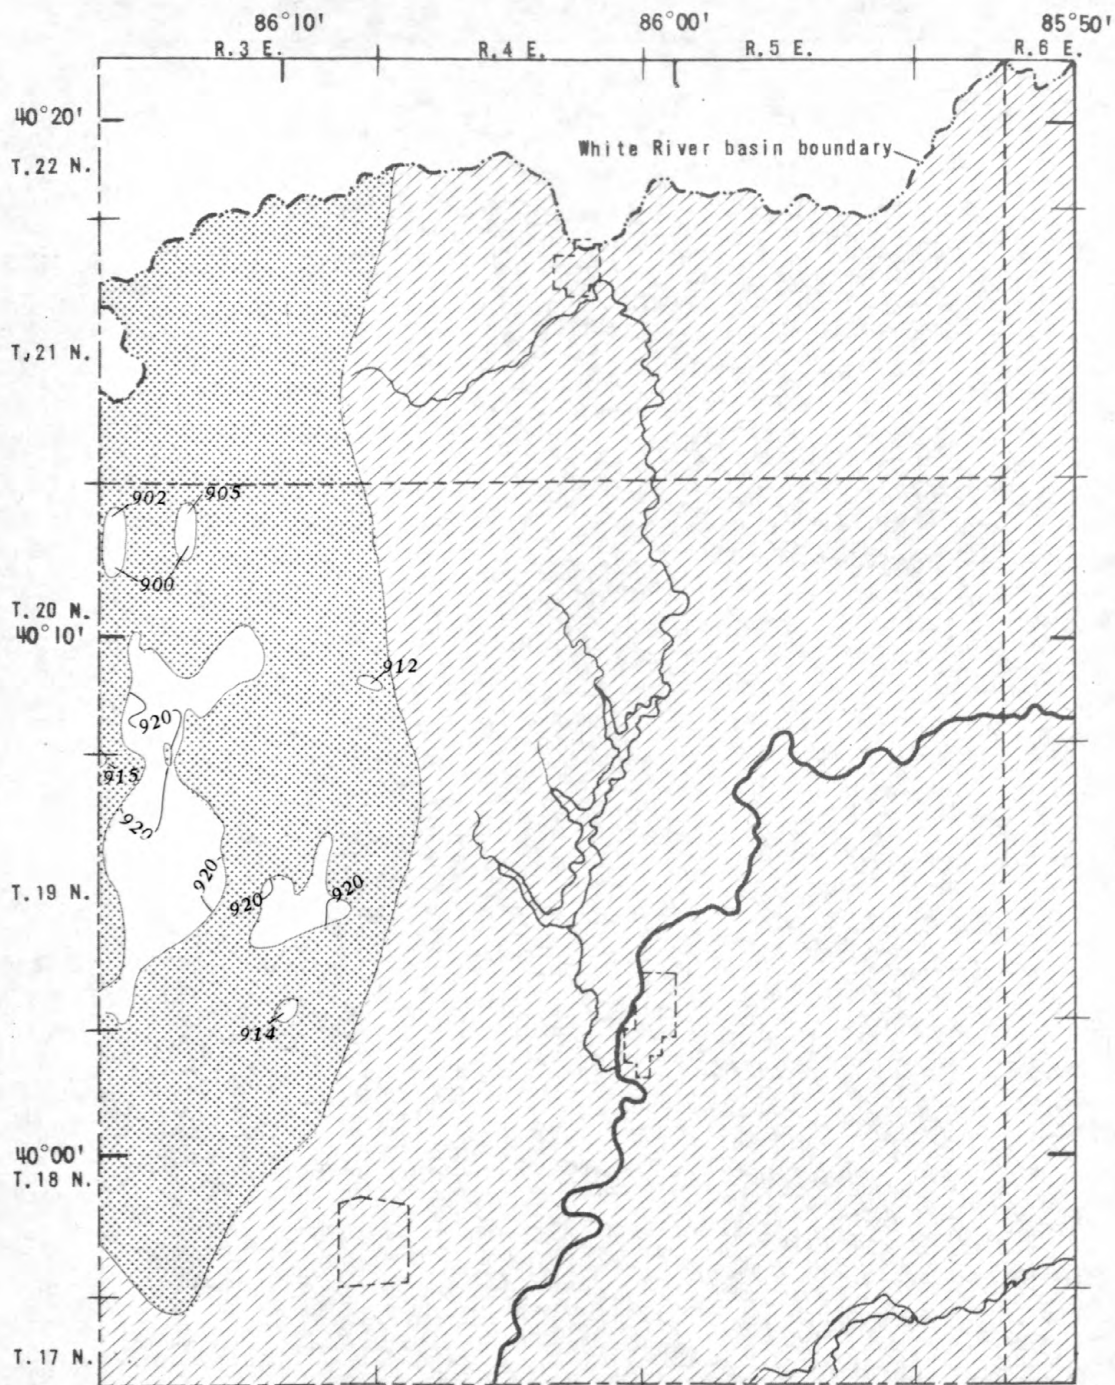 86°10' 86°00' 85°50'
R.3 E. R.4 E. R.5 E. R.6 E.
40°20'
White River basin boundary
T.22 N.
T.21 N.
902 905
900
T.20 N.
40°10'
912
920
915
920
920
T.19 N.
920
920
914
40°00'
T.18 N.
T.17 N.